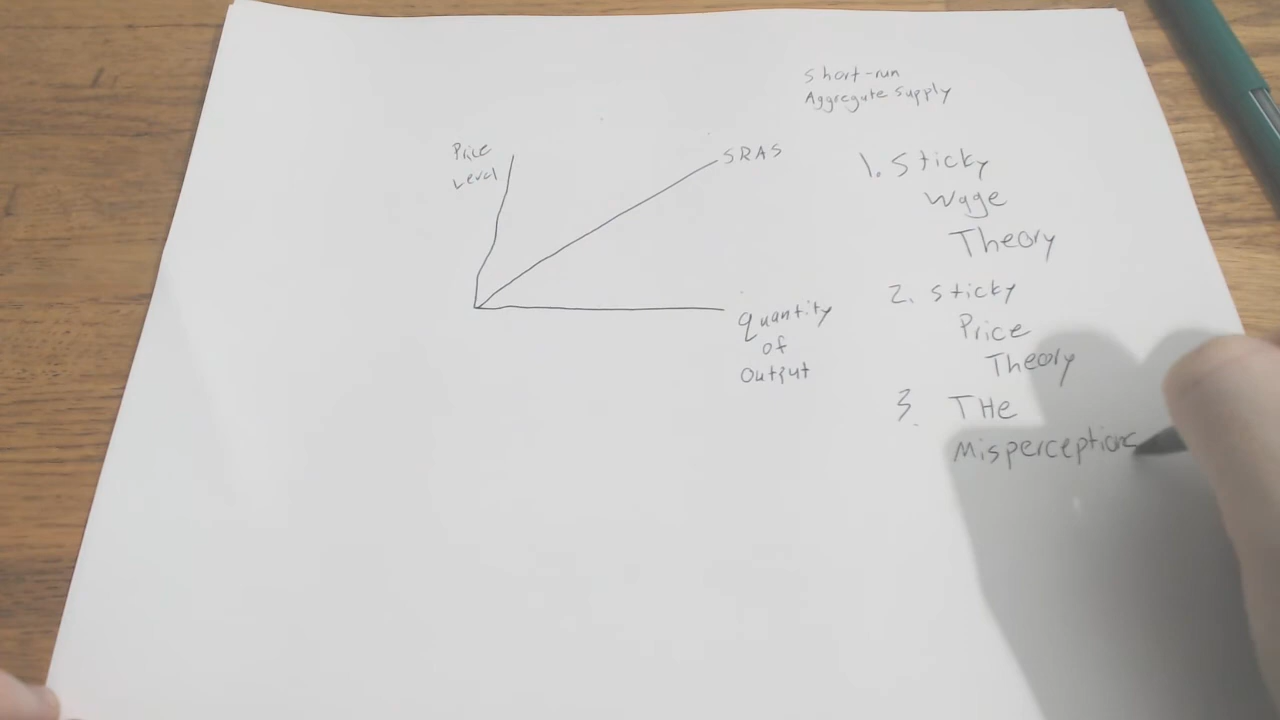 Short-run
Aggregate Supply
Price
Level
SRAS
Quantity
of
Output
1. Sticky
Wage
Theory
2. Sticky
Price
Theory
3. THe
Misperceptions